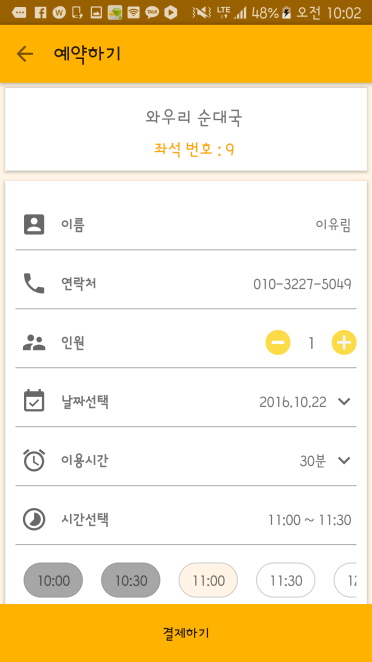 LTE 48% 오전 10:02
예약하기
와우리 순대국
좌석 번호 : 9
이름 이유림
연락처 010-3227-5049
인원 1
날짜선택 2016.10.22
이용시간 30분
시간선택 11:00 ~ 11:30
10:00 10:30 11:00 11:30
결제하기